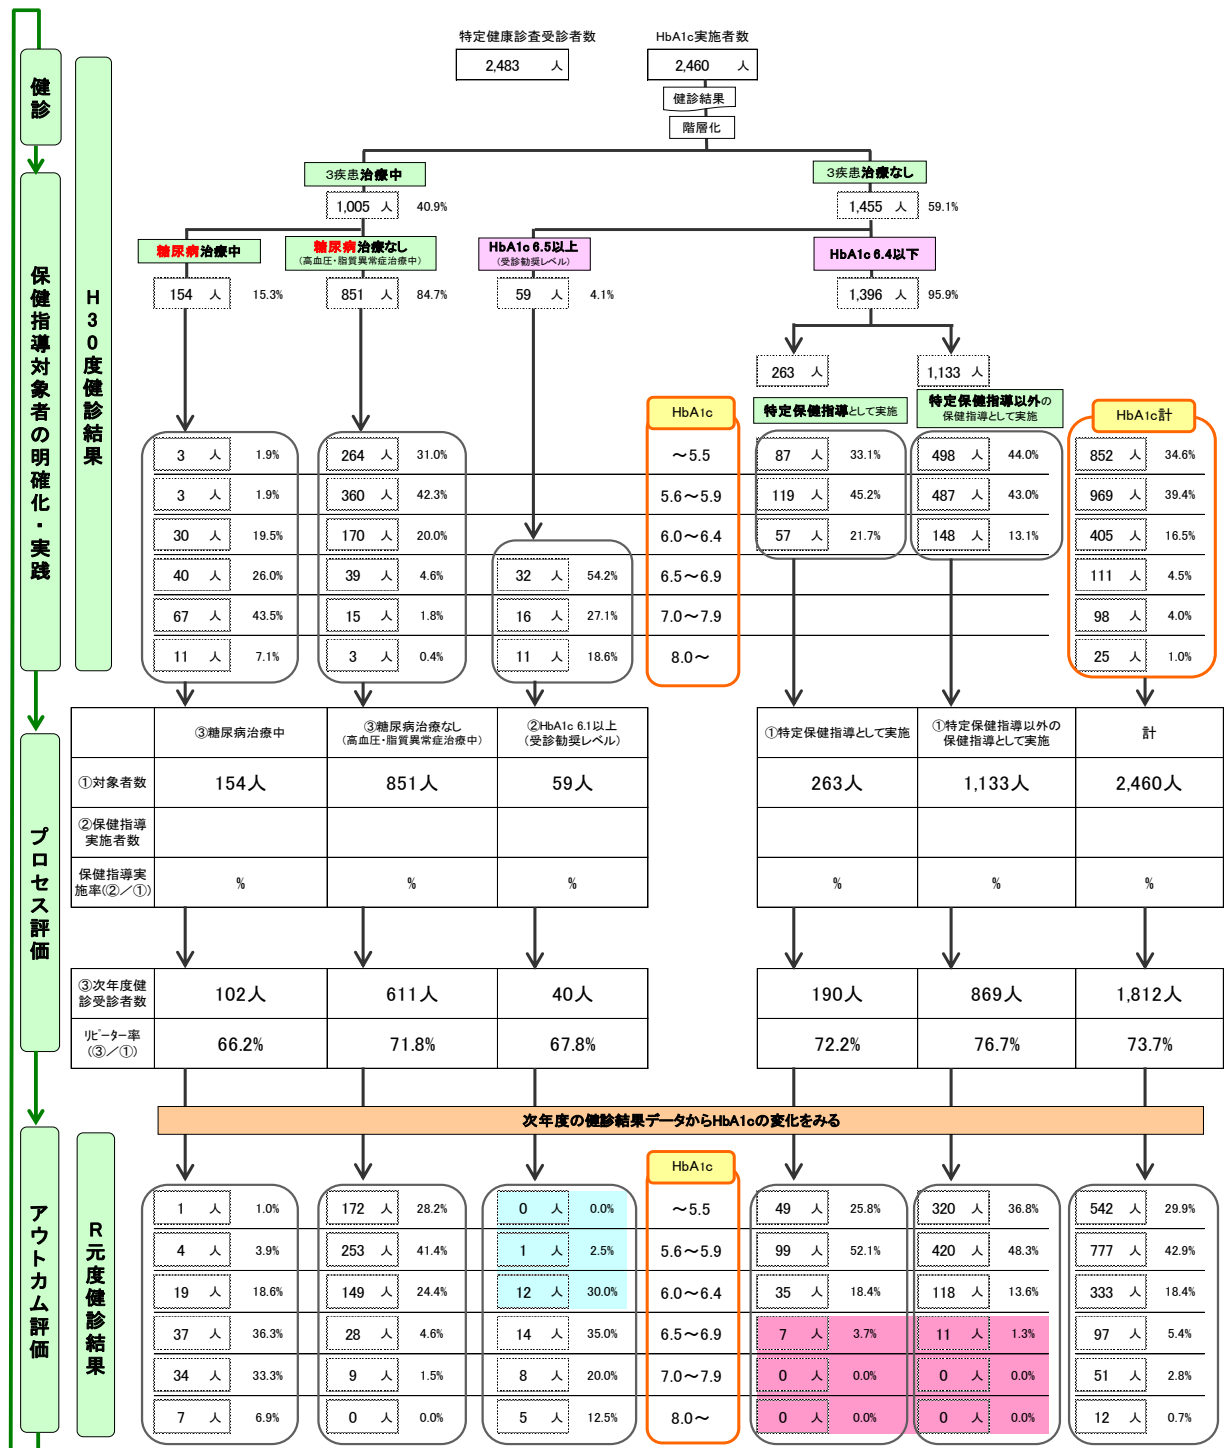 特定健康診査受診者数
HbA1c実施者数
2,483 人
2,460 人
健診結果
階層化
3疾患治療中
3疾患治療なし
1,005 人 40.9%
1,455 人 59.1%
糖尿病治療中
糖尿病治療なし
(高血圧・脂質異常症治療中)
HbA1c 6.5以上
(受診勧奨レベル)
HbA1c 6.4以下
154 人 15.3%
851 人 84.7%
59 人 4.1%
1,396 人 95.9%
263 人
1,133 人
特定保健指導として実施
特定保健指導以外の
保健指導として実施
HbA1c
HbA1c計
健診
保健指導対象者の明確化・実践
H30度健診結果
3 人 1.9% 264 人 31.0% ～5.5 87 人 33.1% 498 人 44.0% 852 人 34.6%
3 人 1.9% 360 人 42.3% 5.6～5.9 119 人 45.2% 487 人 43.0% 969 人 39.4%
30 人 19.5% 170 人 20.0% 6.0～6.4 57 人 21.7% 148 人 13.1% 405 人 16.5%
40 人 26.0% 39 人 4.6% 32 人 54.2% 6.5～6.9 111 人 4.5%
67 人 43.5% 15 人 1.8% 16 人 27.1% 7.0～7.9 98 人 4.0%
11 人 7.1% 3 人 0.4% 11 人 18.6% 8.0～ 25 人 1.0%
プロセス評価
③糖尿病治療中
③糖尿病治療なし
(高血圧・脂質異常症治療中)
②HbA1c 6.1以上
(受診勧奨レベル)
①特定保健指導として実施
①特定保健指導以外の
保健指導として実施
計
①対象者数 154人 851人 59人 263人 1,133人 2,460人
②保健指導
実施者数
保健指導実
施率(②／①) % % % % % %
③次年度健
診受診者数 102人 611人 40人 190人 869人 1,812人
ﾘﾋﾟｰﾀｰ率
(③／①) 66.2% 71.8% 67.8% 72.2% 76.7% 73.7%
次年度の健診結果データからHbA1cの変化をみる
アウトカム評価
R元度健診結果
HbA1c
1 人 1.0% 172 人 28.2% 0 人 0.0% ～5.5 49 人 25.8% 320 人 36.8% 542 人 29.9%
4 人 3.9% 253 人 41.4% 1 人 2.5% 5.6～5.9 99 人 52.1% 420 人 48.3% 777 人 42.9%
19 人 18.6% 149 人 24.4% 12 人 30.0% 6.0～6.4 35 人 18.4% 118 人 13.6% 333 人 18.4%
37 人 36.3% 28 人 4.6% 14 人 35.0% 6.5～6.9 7 人 3.7% 11 人 1.3% 97 人 5.4%
34 人 33.3% 9 人 1.5% 8 人 20.0% 7.0～7.9 0 人 0.0% 0 人 0.0% 51 人 2.8%
7 人 6.9% 0 人 0.0% 5 人 12.5% 8.0～ 0 人 0.0% 0 人 0.0% 12 人 0.7%